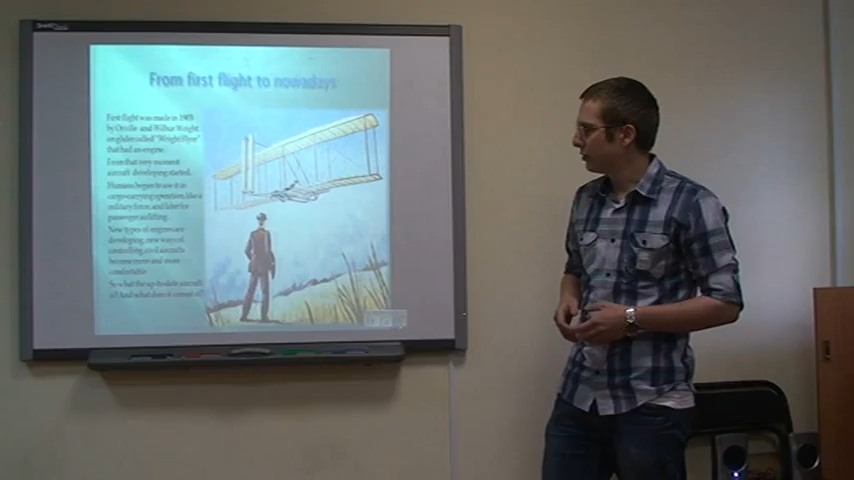 From first flight to nowadays
First flight was made in 1903
by Orville and Wilbur Wright
on glider called "Wright Flyer"
that had an engine.
From that very moment
aircraft developing started.
Humans began to use it as
cargo-carrying operation, like a
military force, and later for
passenger airlifting.
New types of engines are
developing, new ways of
controlling, civil aircrafts
become more and more
comfortable
So what the up-to-date aircraft
is? And what does it consist of?